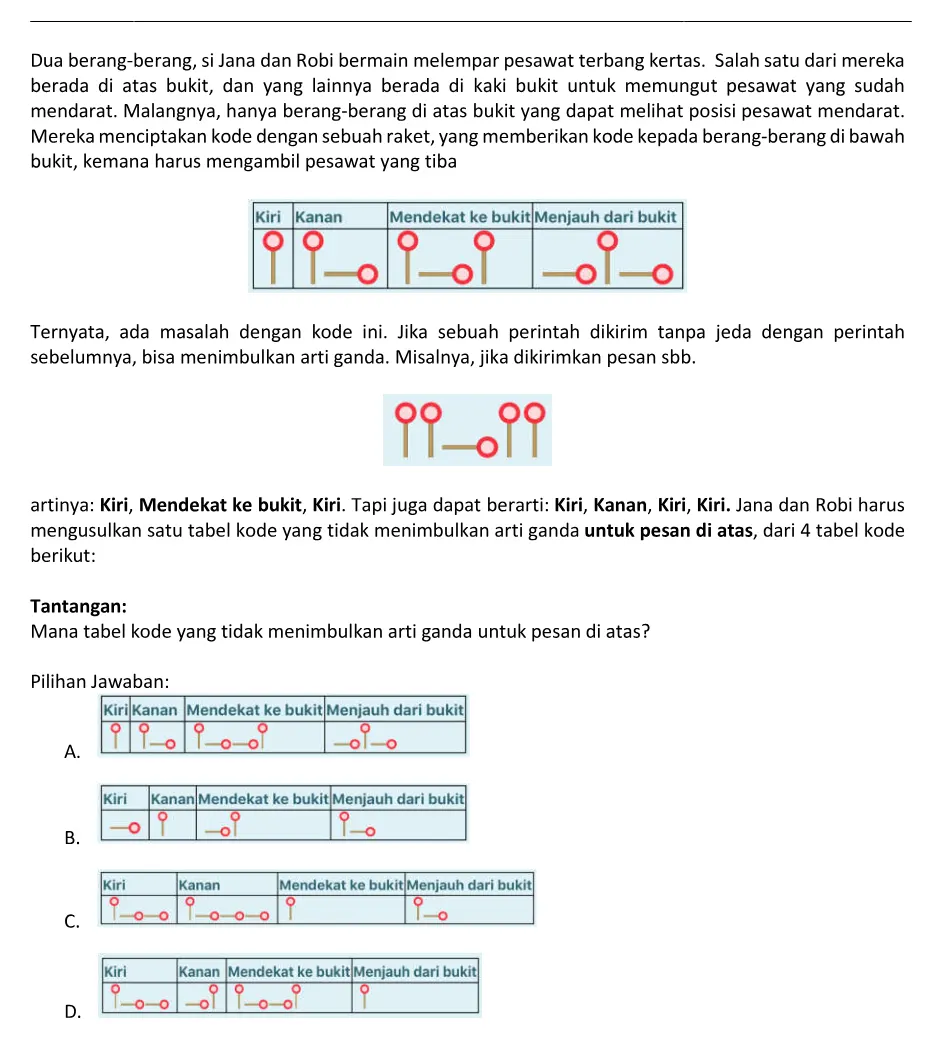 Dua berang-berang, si Jana dan Robi bermain melempar pesawat terbang kertas. Salah satu dari mereka
berada di atas bukit, dan yang lainnya berada di kaki bukit untuk memungut pesawat yang sudah
mendarat. Malangnya, hanya berang-berang di atas bukit yang dapat melihat posisi pesawat mendarat.
Mereka menciptakan kode dengan sebuah raket, yang memberikan kode kepada berang-berang di bawah
bukit, kemana harus mengambil pesawat yang tiba
Kiri Kanan Mendekat ke bukit Menjauh dari bukit
Ternyata, ada masalah dengan kode ini. Jika sebuah perintah dikirim tanpa jeda dengan perintah
sebelumnya, bisa menimbulkan arti ganda. Misalnya, jika dikirimkan pesan sbb.
artinya: Kiri, Mendekat ke bukit, Kiri. Tapi juga dapat berarti: Kiri, Kanan, Kiri, Kiri. Jana dan Robi harus
mengusulkan satu tabel kode yang tidak menimbulkan arti ganda untuk pesan di atas, dari 4 tabel kode
berikut:
Tantangan:
Mana tabel kode yang tidak menimbulkan arti ganda untuk pesan di atas?
Pilihan Jawaban:
Kiri Kanan Mendekat ke bukit Menjauh dari bukit
A.
Kiri Kanan Mendekat ke bukit Menjauh dari bukit
B.
Kiri Kanan Mendekat ke bukit Menjauh dari bukit
C.
Kiri Kanan Mendekat ke bukit Menjauh dari bukit
D.